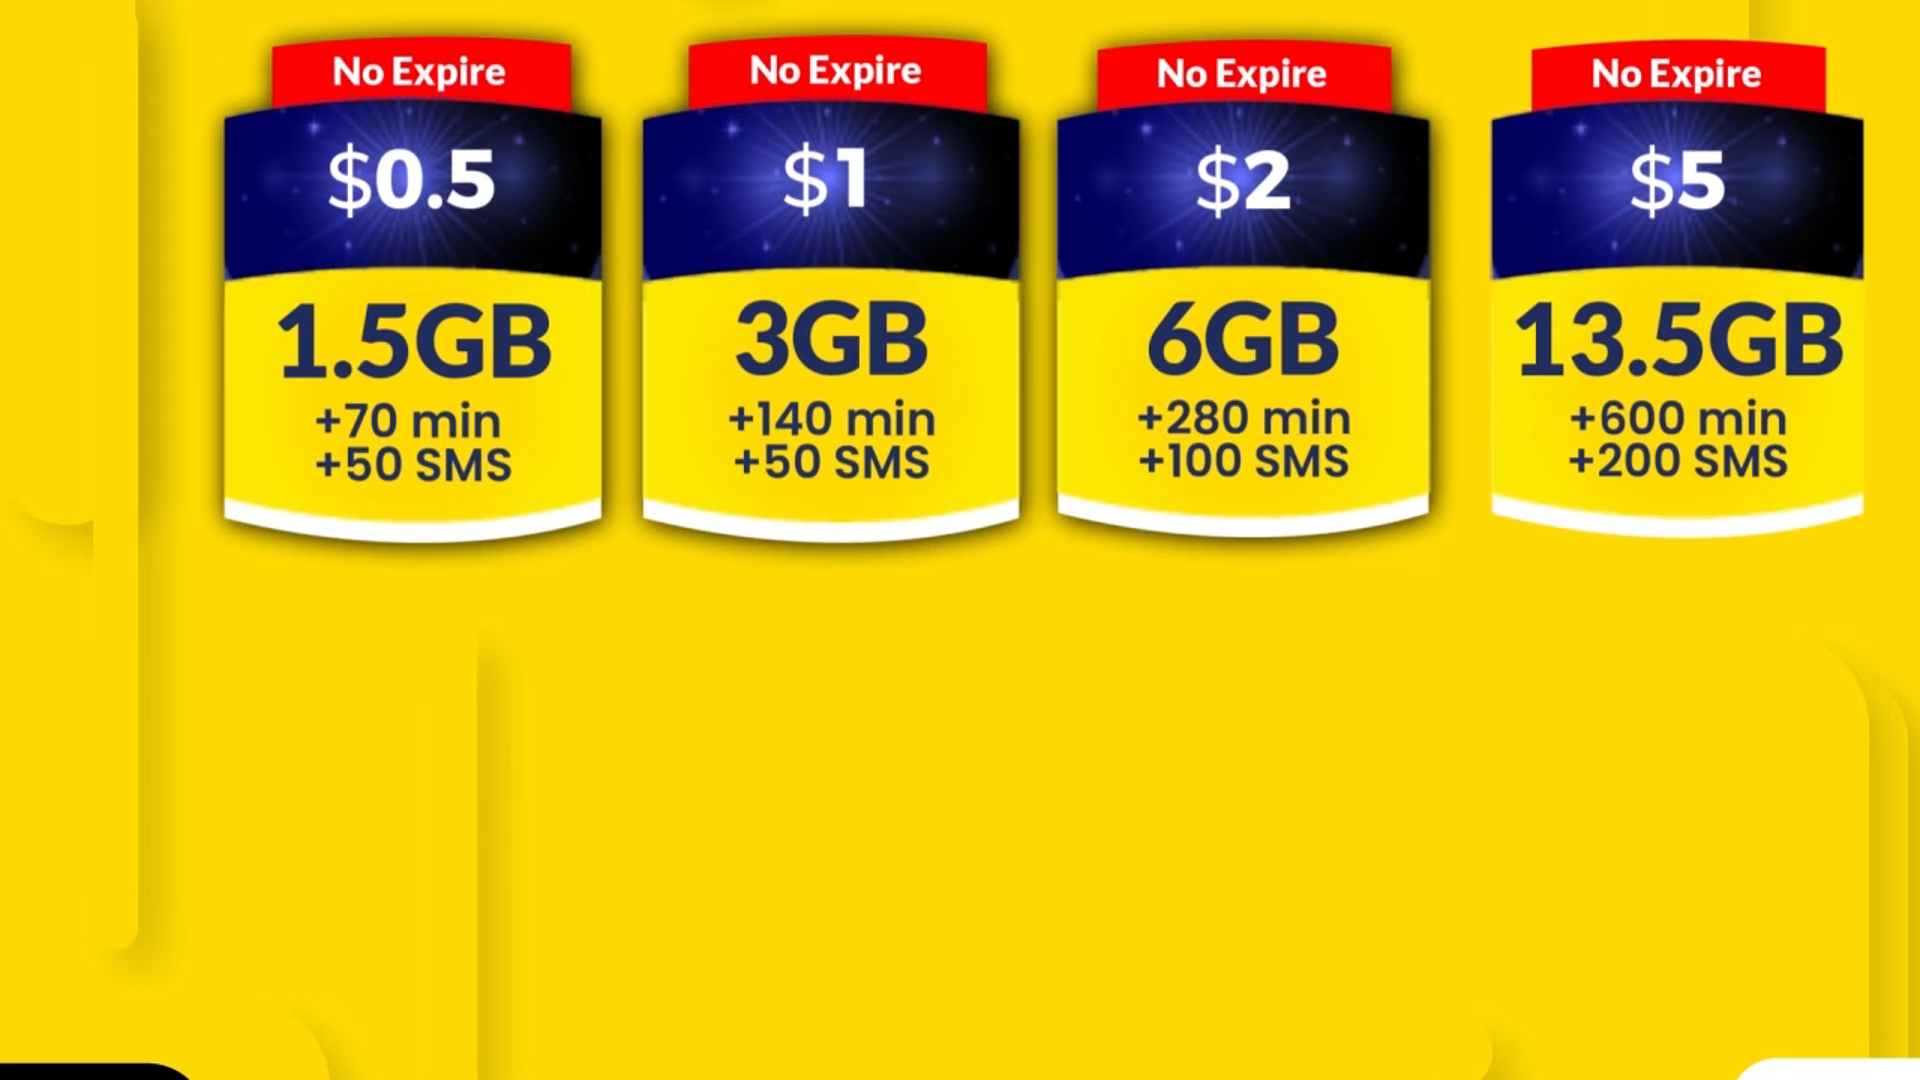 No Expire
$0.5
1.5GB
+70 min
+50 SMS
No Expire
$1
3GB
+140 min
+50 SMS
No Expire
$2
6GB
+280 min
+100 SMS
No Expire
$5
13.5GB
+600 min
+200 SMS